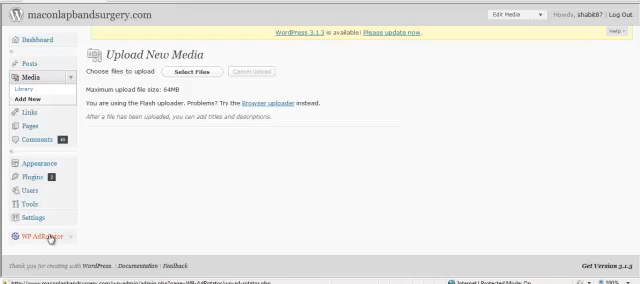 maconlapbandsurgery.com
Edit Media
Howdy, shabit87 | Log Out
WordPress 3.1.3 is available! Please update now.
Help
Dashboard
Posts
Media
Library
Add New
Links
Pages
Comments
Appearance
Plugins 2
Users
Tools
Settings
WP AdRotator
Upload New Media
Choose files to upload
Select Files
Cancel Upload
Maximum upload file size: 64MB
You are using the Flash uploader. Problems? Try the Browser uploader instead.
After a file has been uploaded, you can add titles and descriptions.
Thank you for creating with WordPress. | Documentation | Feedback
Get Version 3.1.3
Internet | Protected Mode: On
100%